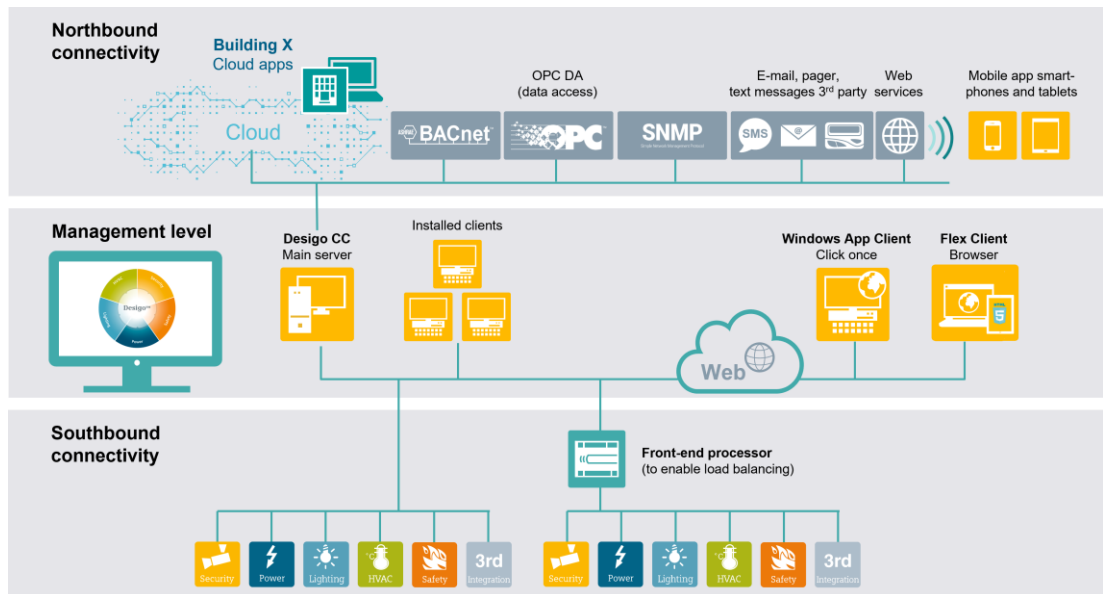 Northbound
connectivity
Building X
Cloud apps
Cloud
BACnet
OPC DA
(data access)
OPC
SNMP
E-mail, pager,
text messages 3rd party
SMS
Web
services
Mobile app smart-
phones and tablets
Management level
Desigo
Power
Desigo CC
Main server
Installed clients
Web
Windows App Client
Click once
Flex Client
Browser
5
Southbound
connectivity
Front-end processor
(to enable load balancing)
Security
Power
Lighting
°C
HVAC
Safety
3rd
Integration
Security
Power
Lighting
°C
HVAC
Safety
3rd
Integration